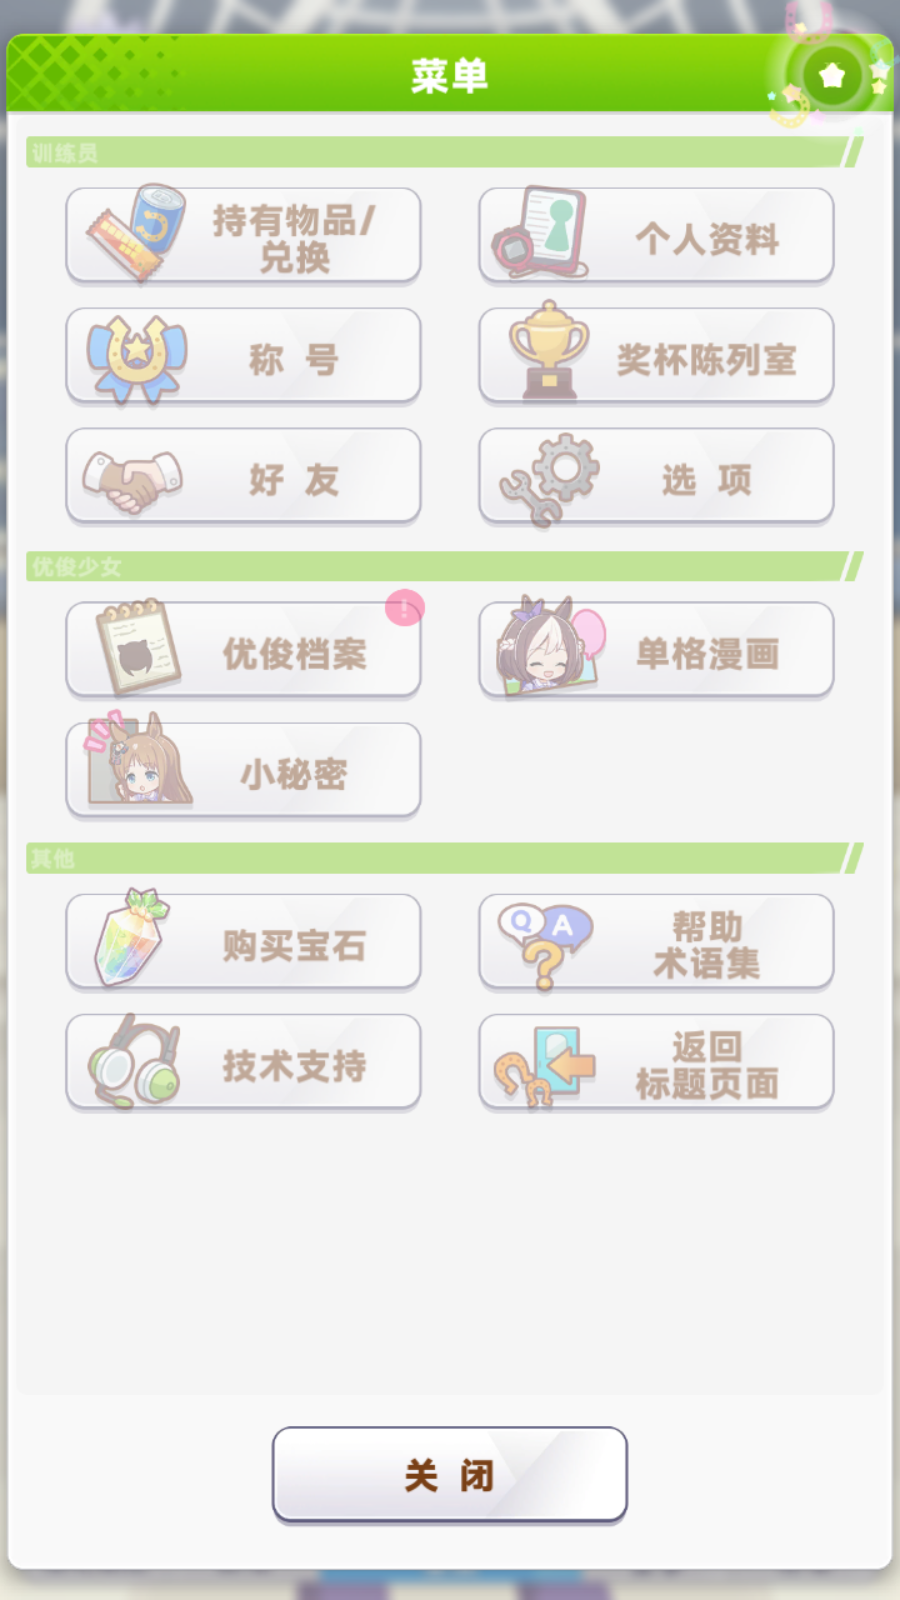 菜单
训练员
持有物品/
兑换
个人资料
称号
奖杯陈列室
好友
选项
优俊少女
优俊档案
!
单格漫画
小秘密
其他
购买宝石
Q A
?
帮助
术语集
技术支持
返回
标题页面
关闭